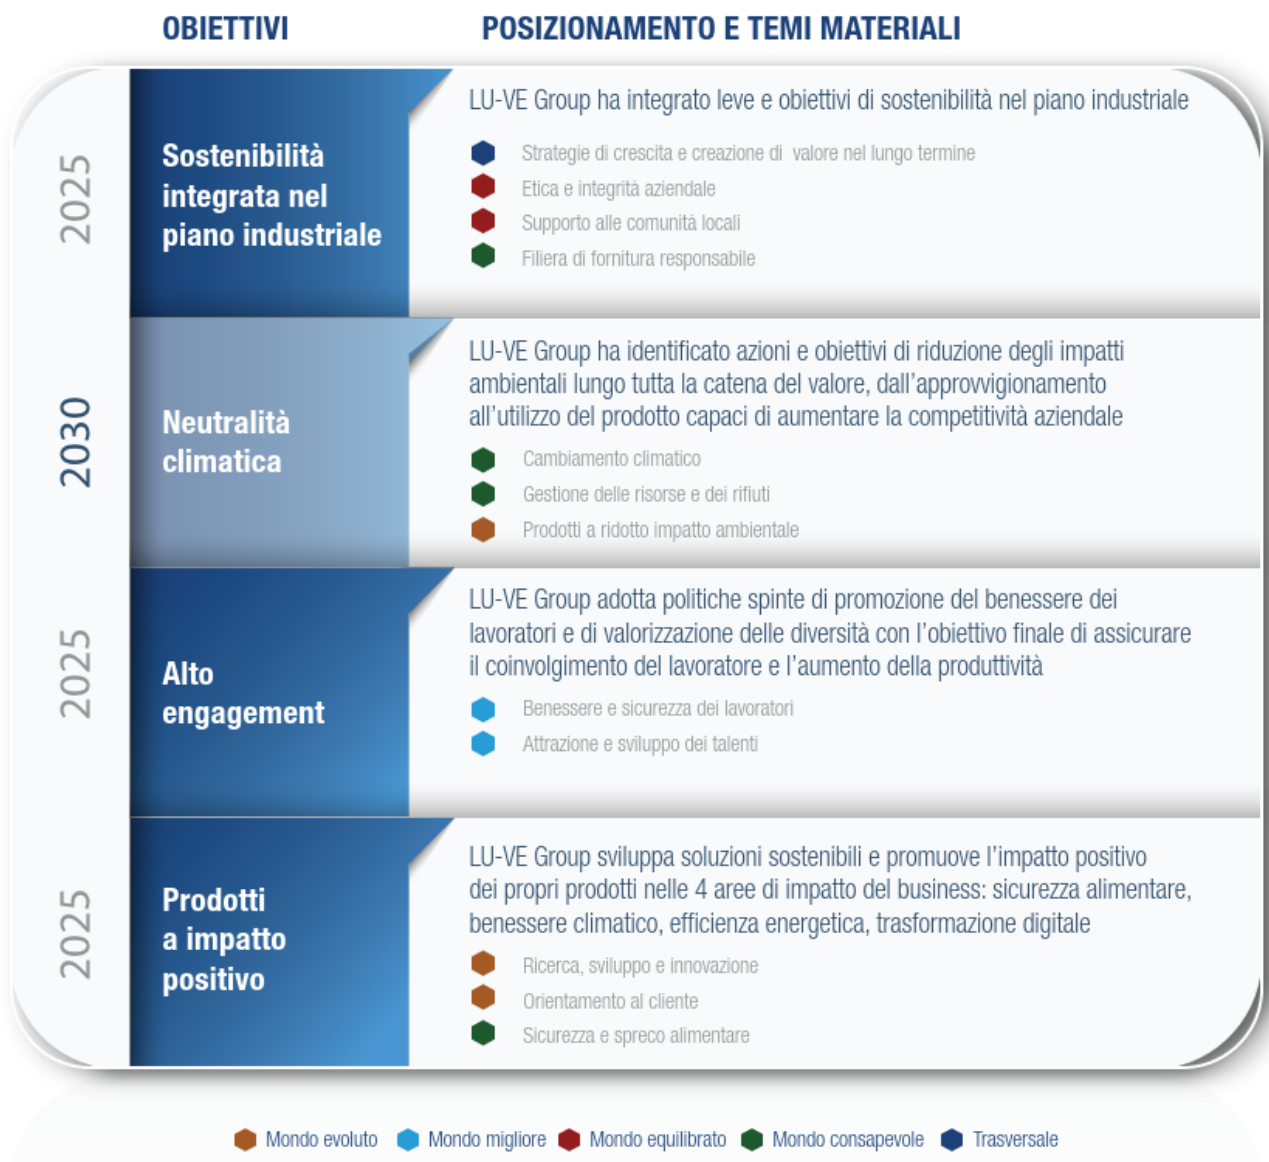 OBIETTIVI
POSIZIONAMENTO E TEMI MATERIALI
2025
Sostenibilità
integrata nel
piano industriale
LU-VE Group ha integrato leve e obiettivi di sostenibilità nel piano industriale
Strategie di crescita e creazione di valore nel lungo termine
Etica e integrità aziendale
Supporto alle comunità locali
Filiera di fornitura responsabile
2030
Neutralità
climatica
LU-VE Group ha identificato azioni e obiettivi di riduzione degli impatti
ambientali lungo tutta la catena del valore, dall'approvvigionamento
all'utilizzo del prodotto capaci di aumentare la competitività aziendale
Cambiamento climatico
Gestione delle risorse e dei rifiuti
Prodotti a ridotto impatto ambientale
2025
Alto
engagement
LU-VE Group adotta politiche spinte di promozione del benessere dei
lavoratori e di valorizzazione delle diversità con l'obiettivo finale di assicurare
il coinvolgimento del lavoratore e l'aumento della produttività
Benessere e sicurezza dei lavoratori
Attrazione e sviluppo dei talenti
2025
Prodotti
a impatto
positivo
LU-VE Group sviluppa soluzioni sostenibili e promuove l'impatto positivo
dei propri prodotti nelle 4 aree di impatto del business: sicurezza alimentare,
benessere climatico, efficienza energetica, trasformazione digitale
Ricerca, sviluppo e innovazione
Orientamento al cliente
Sicurezza e spreco alimentare
Mondo evoluto
Mondo migliore
Mondo equilibrato
Mondo consapevole
Trasversale